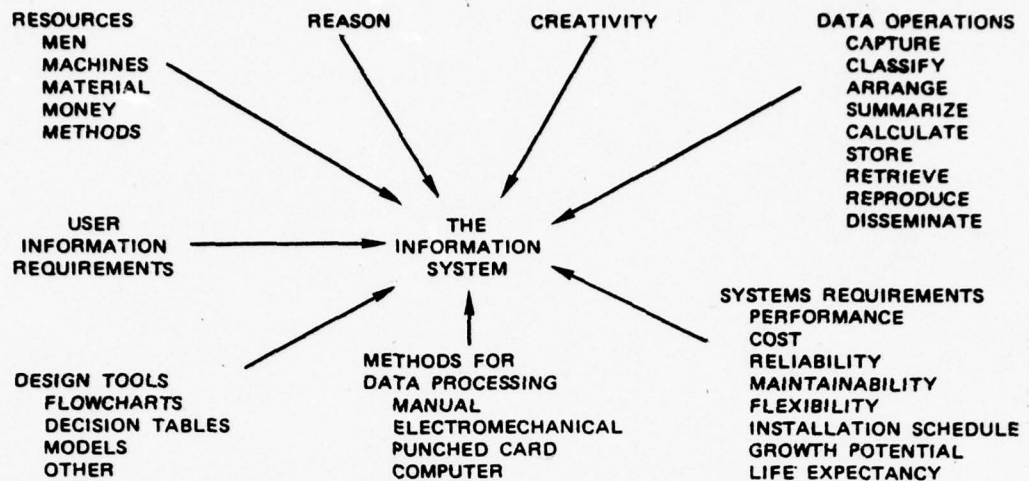 RESOURCES
MEN
MACHINES
MATERIAL
MONEY
METHODS
REASON
CREATIVITY
DATA OPERATIONS
CAPTURE
CLASSIFY
ARRANGE
SUMMARIZE
CALCULATE
STORE
RETRIEVE
REPRODUCE
DISSEMINATE
USER
INFORMATION
REQUIREMENTS
THE
INFORMATION
SYSTEM
DESIGN TOOLS
FLOWCHARTS
DECISION TABLES
MODELS
OTHER
METHODS FOR
DATA PROCESSING
MANUAL
ELECTROMECHANICAL
PUNCHED CARD
COMPUTER
SYSTEMS REQUIREMENTS
PERFORMANCE
COST
RELIABILITY
MAINTAINABILITY
FLEXIBILITY
INSTALLATION SCHEDULE
GROWTH POTENTIAL
LIFE EXPECTANCY